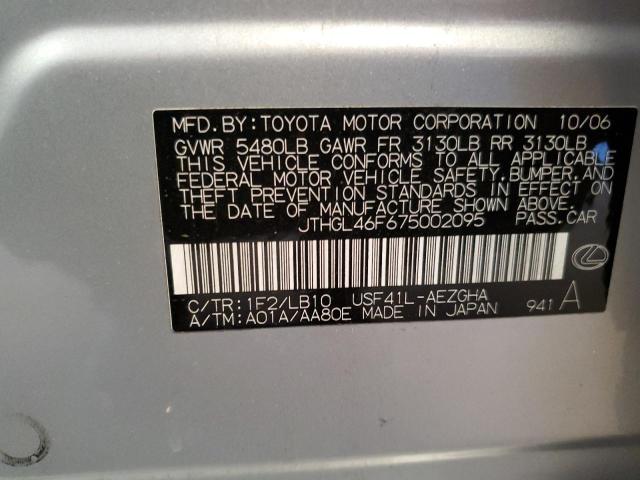 MFD.BY:TOYOTA MOTOR CORPORATION 10/06
GVWR 5480LB GAWR FR 3130LB RR 3130LB
THIS VEHICLE CONFORMS TO ALL APPLICABLE
FEDERAL MOTOR VEHICLE SAFETY.BUMPER.AND
THEFT PREVENTION STANDARDS IN EFFECT ON
THE DATE OF MANUFACTURE SHOWN ABOVE.
JTHGL46F675002095 PASS.CAR
C/TR:1F2/LB10 USF41L-AEZGHA
A/TM:A01A/AA80E MADE IN JAPAN 941 A